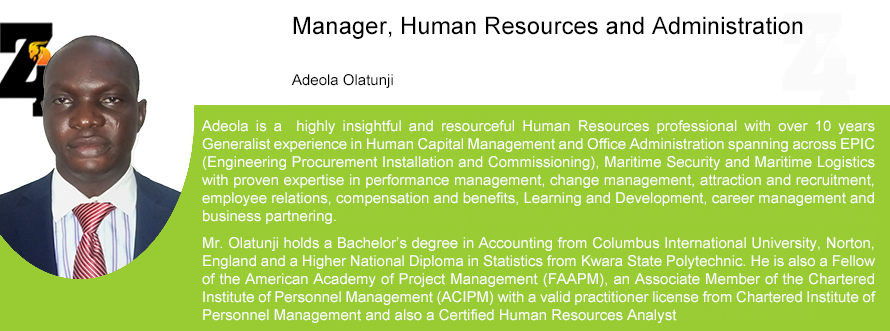 Manager, Human Resources and Administration
Adeola Olatunji
Adeola is a highly insightful and resourceful Human Resources professional with over 10 years
Generalist experience in Human Capital Management and Office Administration spanning across EPIC
(Engineering Procurement Installation and Commissioning), Maritime Security and Maritime Logistics
with proven expertise in performance management, change management, attraction and recruitment,
employee relations, compensation and benefits, Learning and Development, career management and
business partnering.
Mr. Olatunji holds a Bachelor's degree in Accounting from Columbus International University, Norton,
England and a Higher National Diploma in Statistics from Kwara State Polytechnic. He is also a Fellow
of the American Academy of Project Management (FAAPM), an Associate Member of the Chartered
Institute of Personnel Management (ACIPM) with a valid practitioner license from Chartered Institute of
Personnel Management and also a Certified Human Resources Analyst